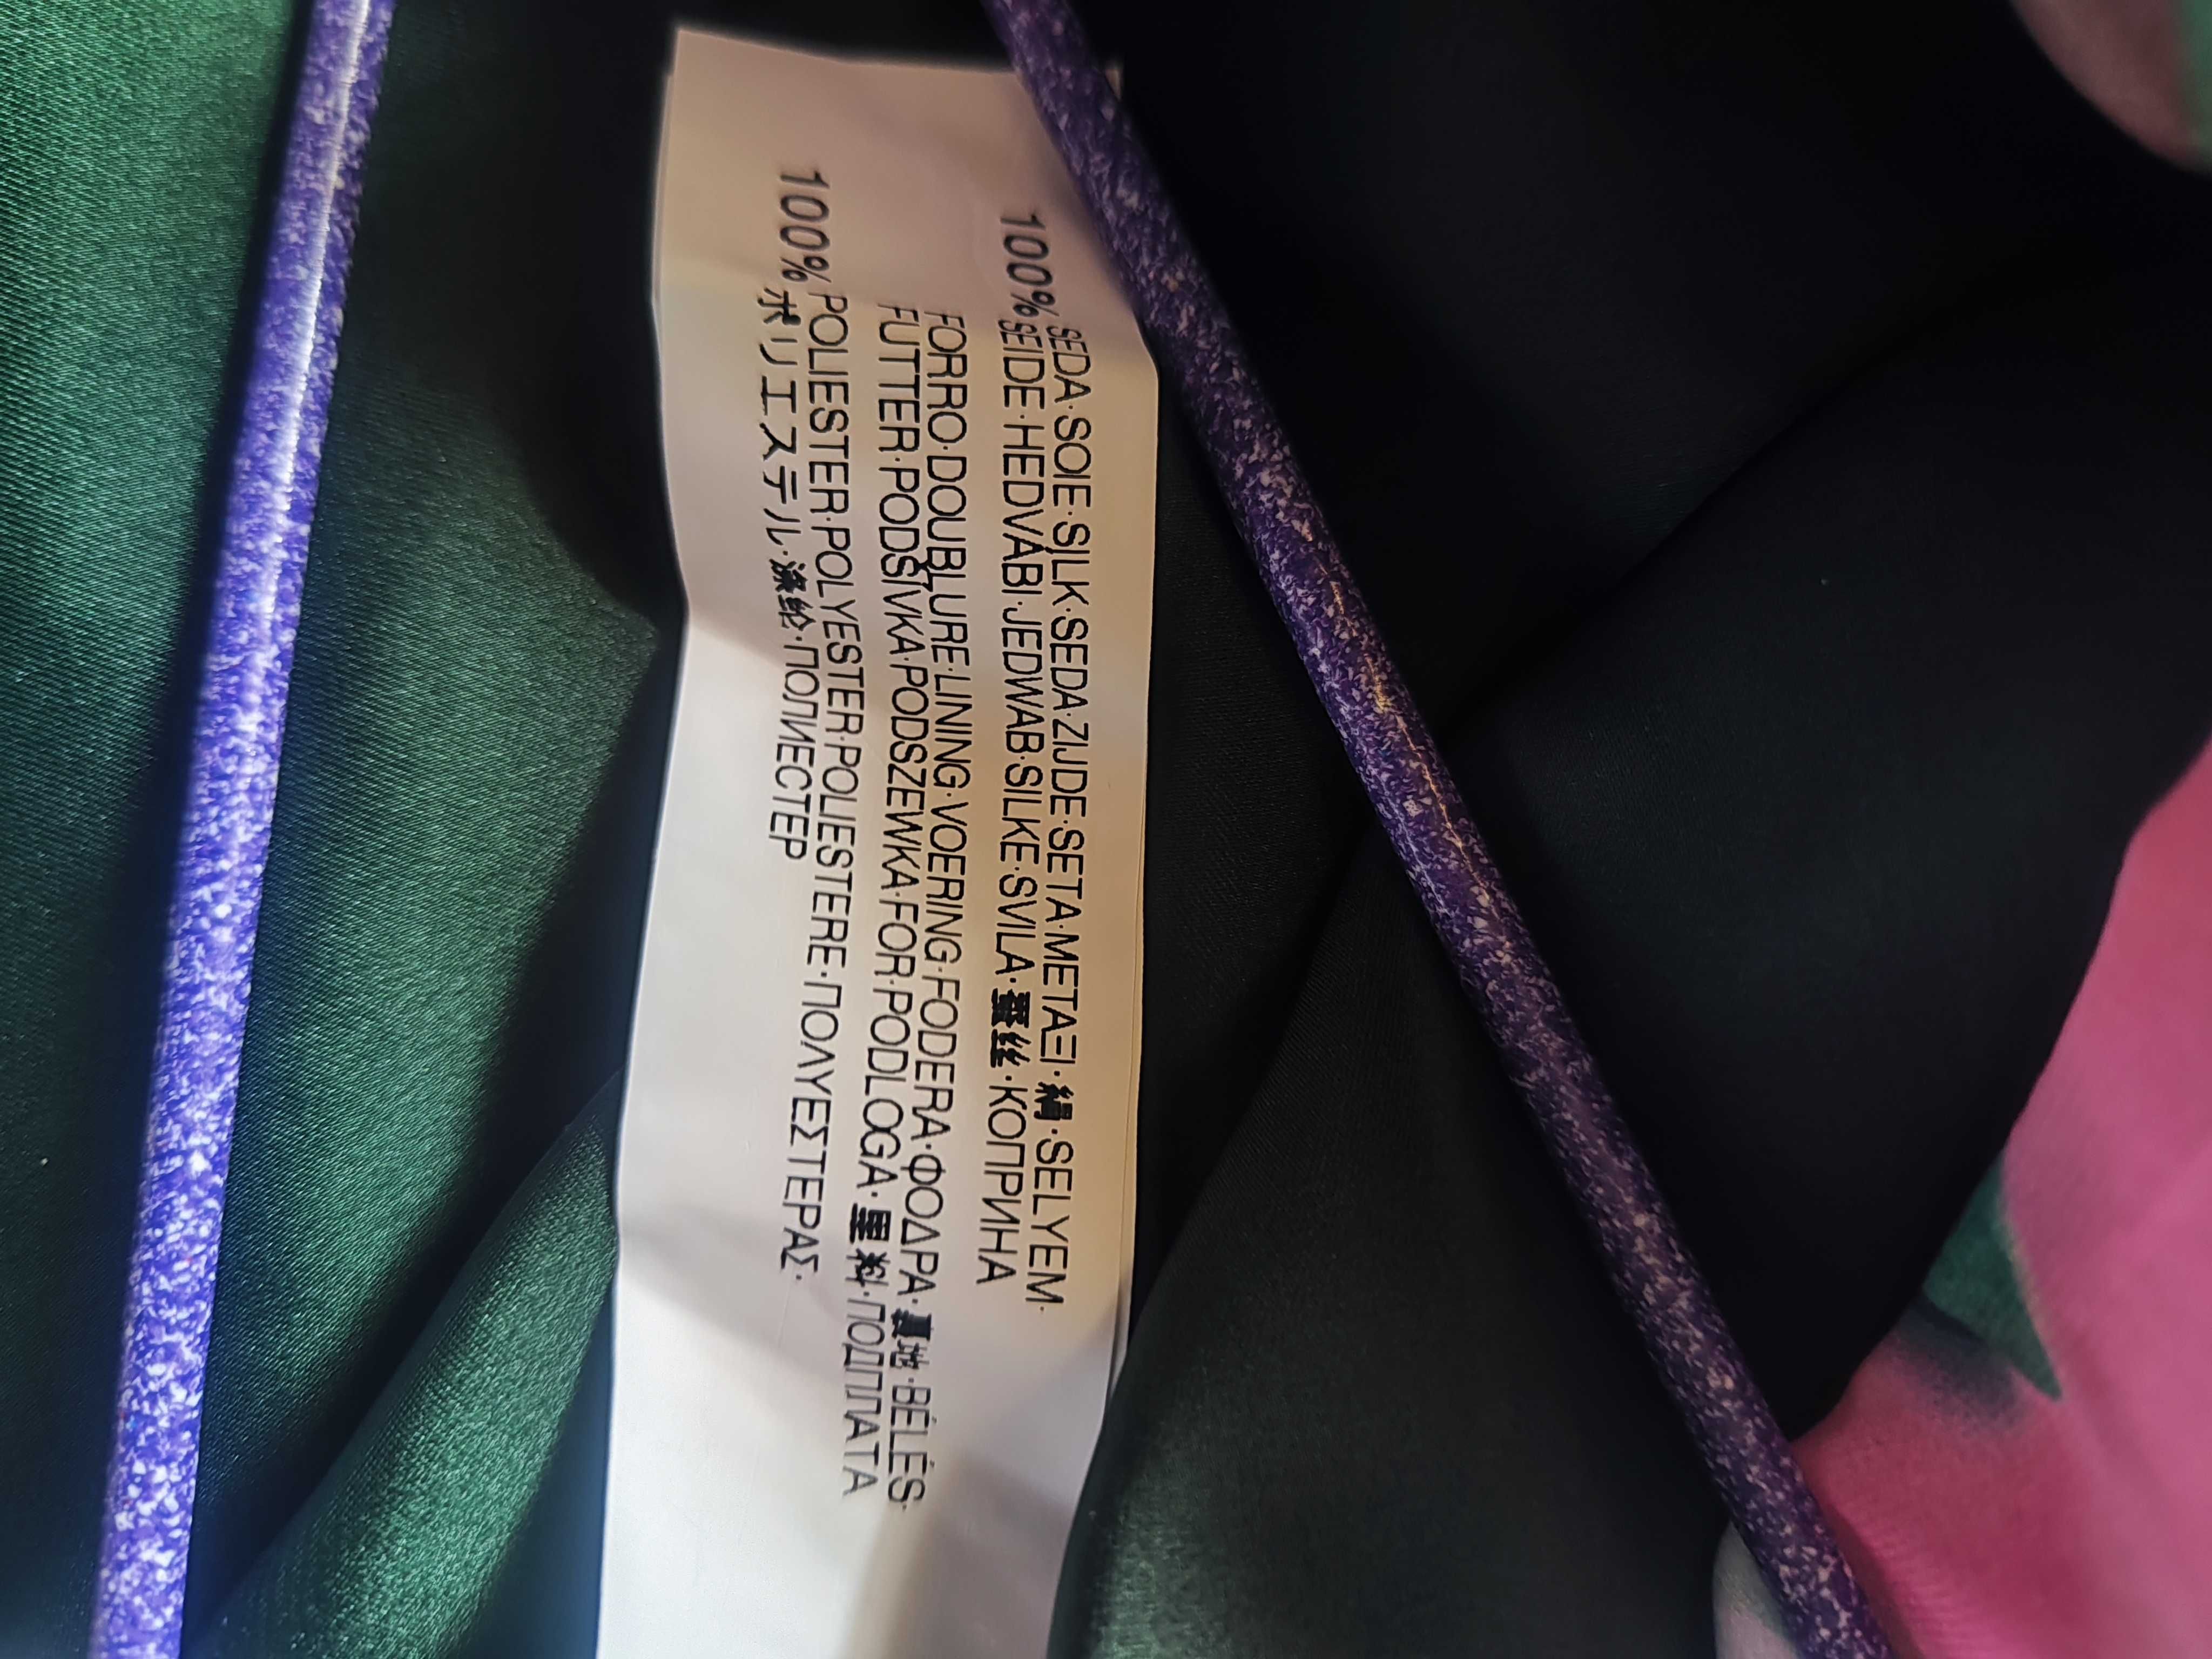 100% SEDA·SOIE·SILK·SEDA·ZIJDE·SETA·ΜΕΤΑΞΙ·絹·SELYEM·
SEIDE·HEDVÁBI·JEDWAB·SILKE·SVILA·蚕丝·КОПРИНА
FORRO·DOUBLURE·LINING·VOERING·FODERA·ΦΟΔΡΑ·裏地·BÉLÉS·
FUTTER·PODŠÍVKA·PODSZEWKA·FOR·PODLOGA·里料·ПОДПЛАТА
100% POLIESTER·POLYESTER·POLIESTERE·ΠΟΛΥΕΣΤΕΡΑΣ·
ポリエステル·涤纶·ПОЛИЕСТЕР